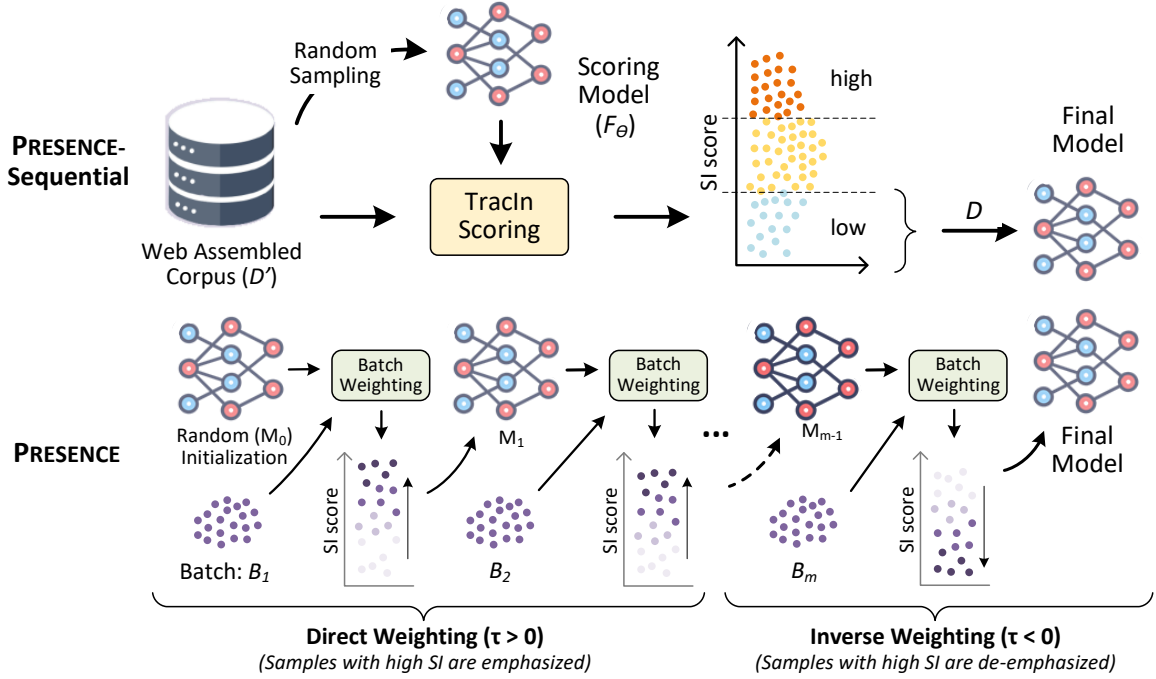 PRESENCE-
Sequential
Random
Sampling
Scoring
Model
(F_θ)
TracIn
Scoring
Web Assembled
Corpus (D′)
SI score
high
low
D
Final
Model
PRESENCE
Random (M₀)
Initialization
Batch
Weighting
M₁
Batch
Weighting
...
M_{m-1}
Batch
Weighting
Final
Model
Batch: B₁
SI score
B₂
SI score
B_m
SI score
Direct Weighting (τ > 0)
(Samples with high SI are emphasized)
Inverse Weighting (τ < 0)
(Samples with high SI are de-emphasized)